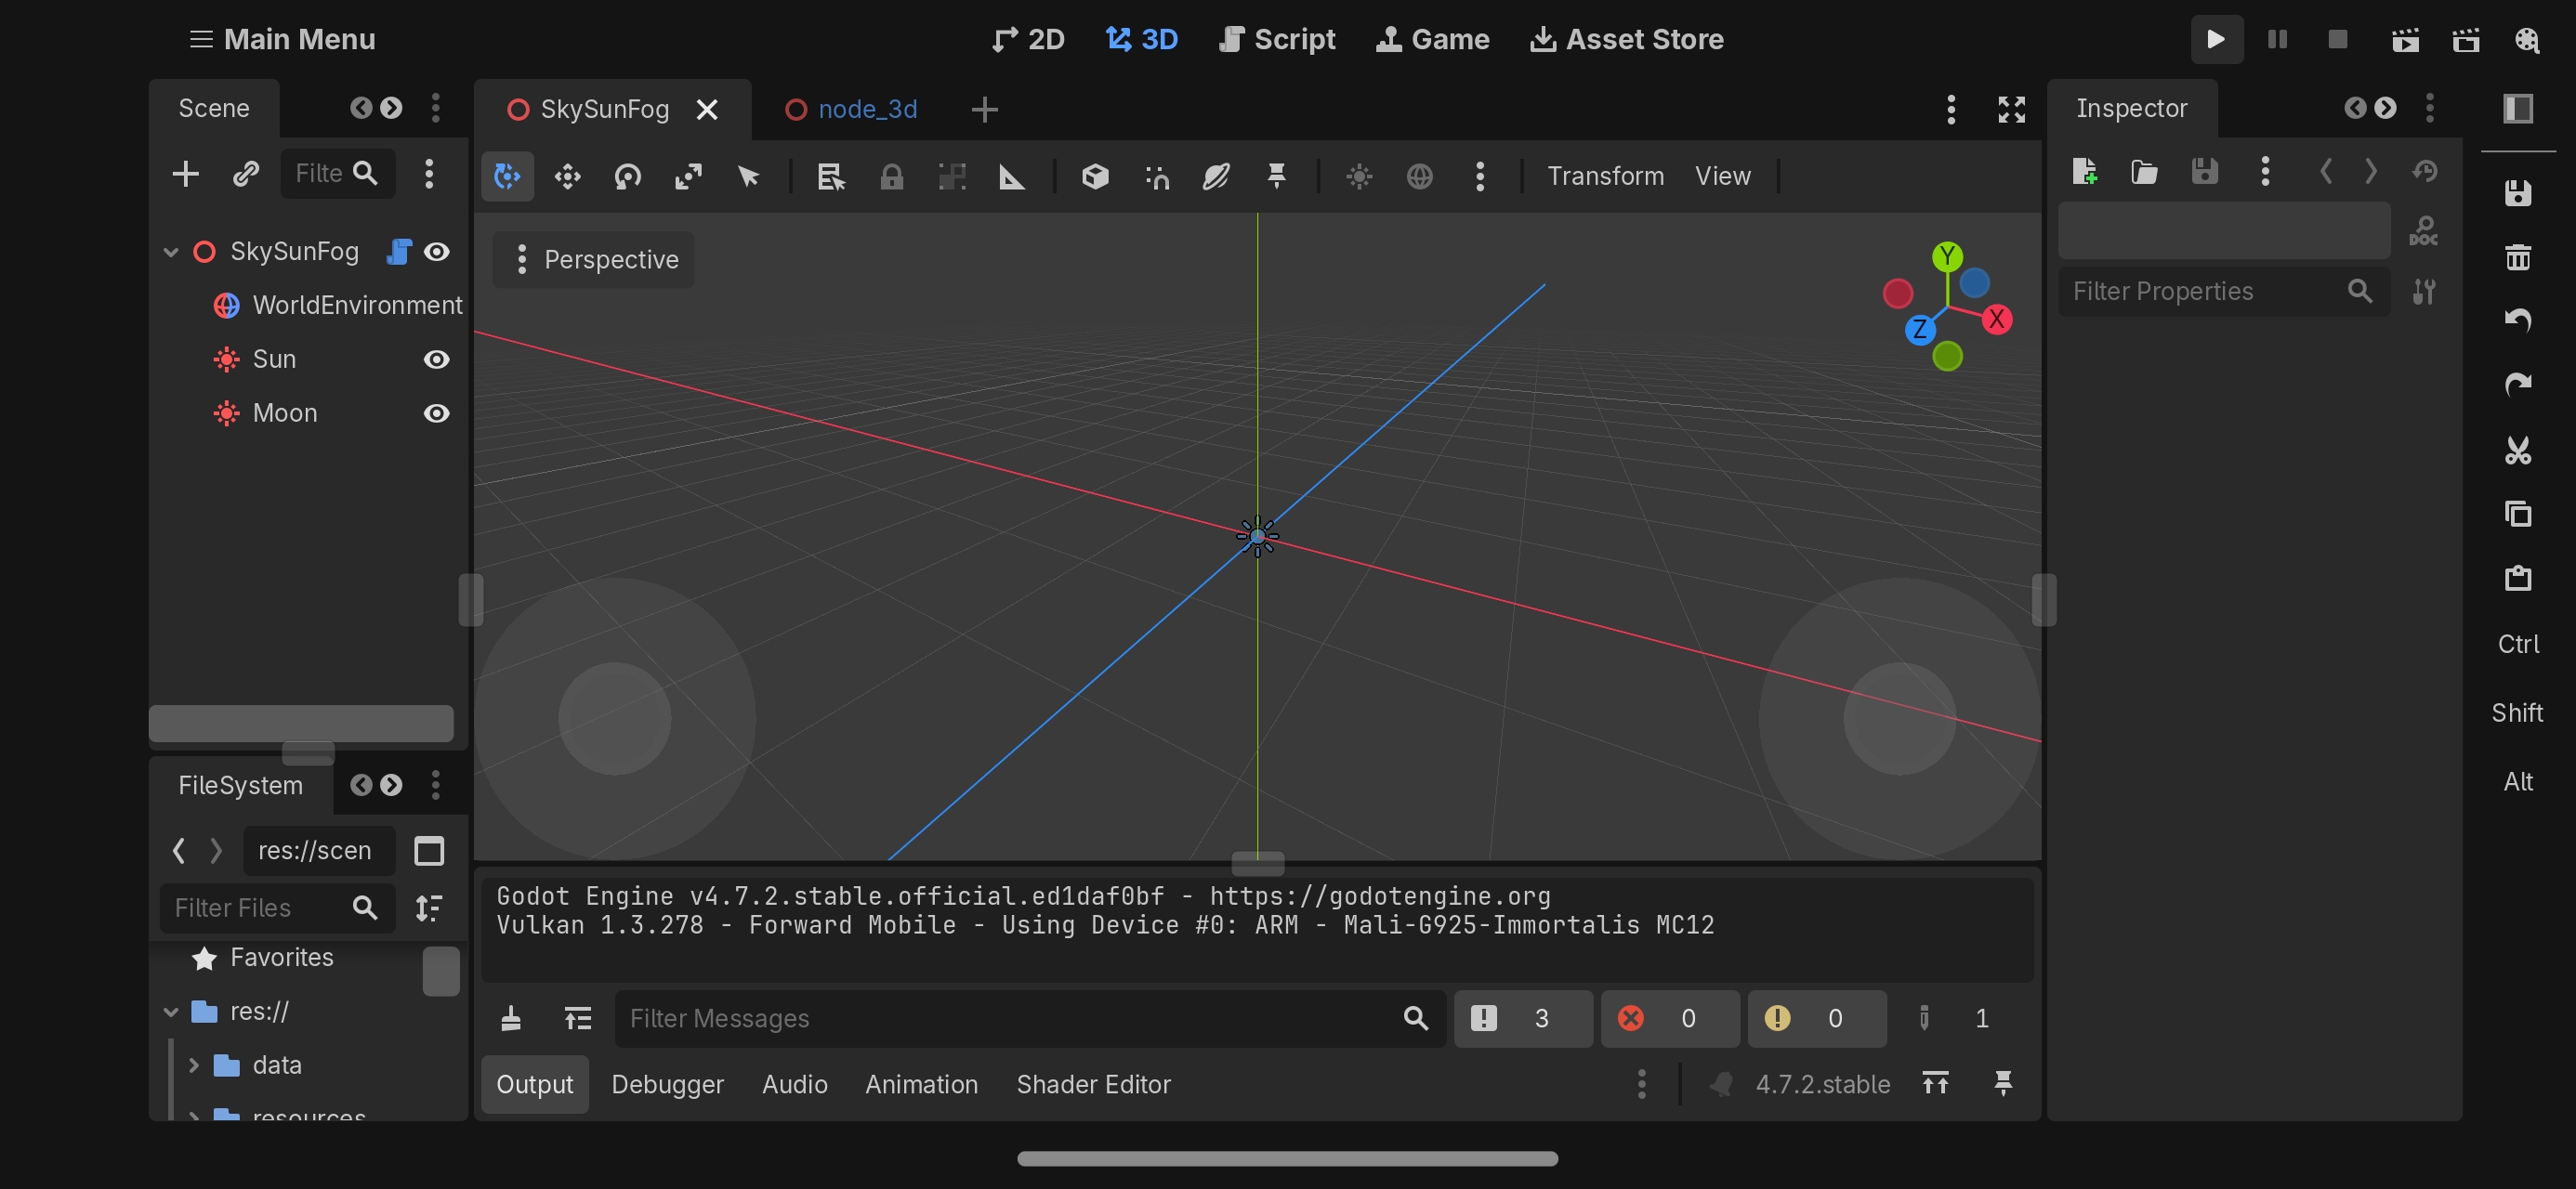 Main Menu
2D
3D
Script
Game
Asset Store
Scene
SkySunFog
node_3d
Inspector
Filte
Transform
View
SkySunFog
Perspective
Y
X
Z
DOC
Filter Properties
WorldEnvironment
Sun
Moon
Ctrl
Shift
Alt
FileSystem
res://scen
Filter Files
Favorites
res://
data
resources
Godot Engine v4.7.2.stable.official.ed1daf0bf - https://godotengine.org
Vulkan 1.3.278 - Forward Mobile - Using Device #0: ARM - Mali-G925-Immortalis MC12
Filter Messages
3
0
0
1
Output
Debugger
Audio
Animation
Shader Editor
4.7.2.stable